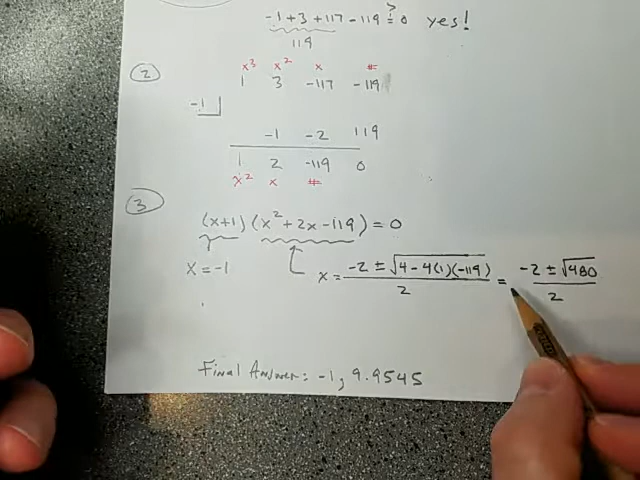 -1 + 3 + 117 - 119 ≟ 0 yes!
119
2
x³ x² x #
1 3 -117 -119
-1
-1 -2 119
1 2 -119 0
x² x #
3
(x+1)(x²+2x-119) = 0
x = -1 x = (-2 ± √(4 - 4(1)(-119)))/2 = (-2 ± √480)/2
Final Answer: -1, 9.9545